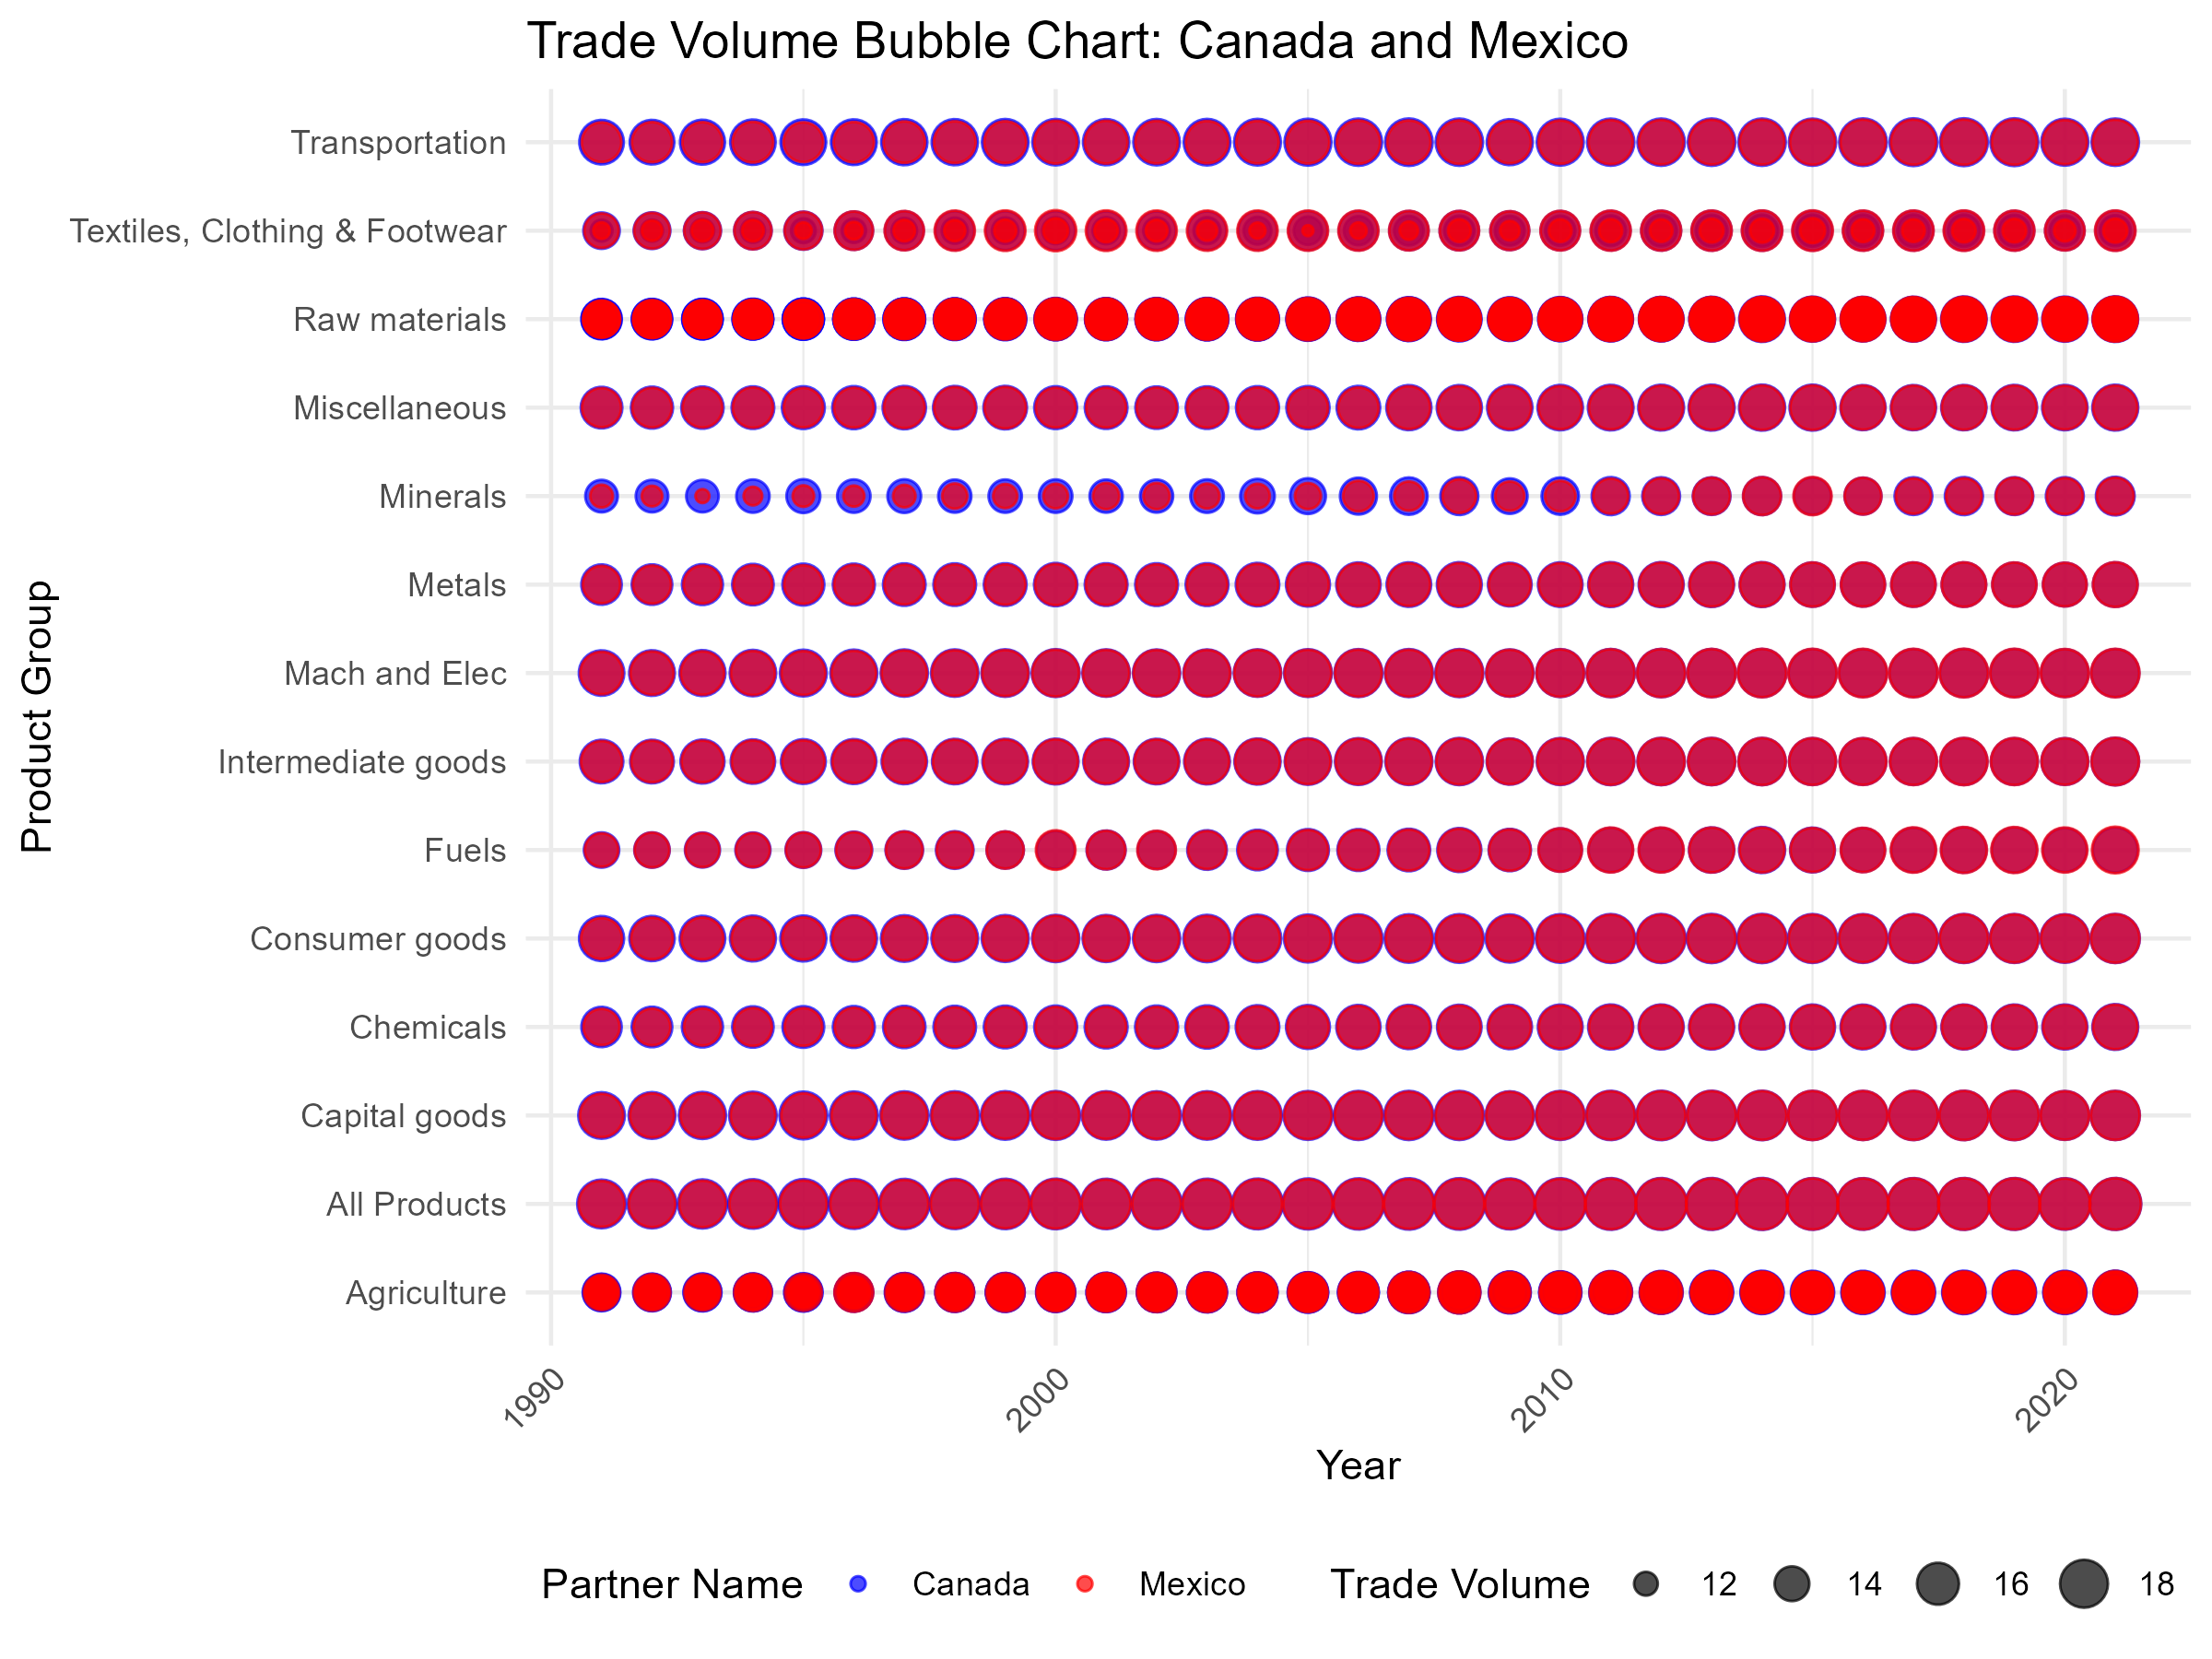 Trade Volume Bubble Chart: Canada and Mexico
Product Group
Transportation
Textiles, Clothing & Footwear
Raw materials
Miscellaneous
Minerals
Metals
Mach and Elec
Intermediate goods
Fuels
Consumer goods
Chemicals
Capital goods
All Products
Agriculture
1990
2000
2010
2020
Year
Partner Name Canada Mexico Trade Volume 12 14 16 18